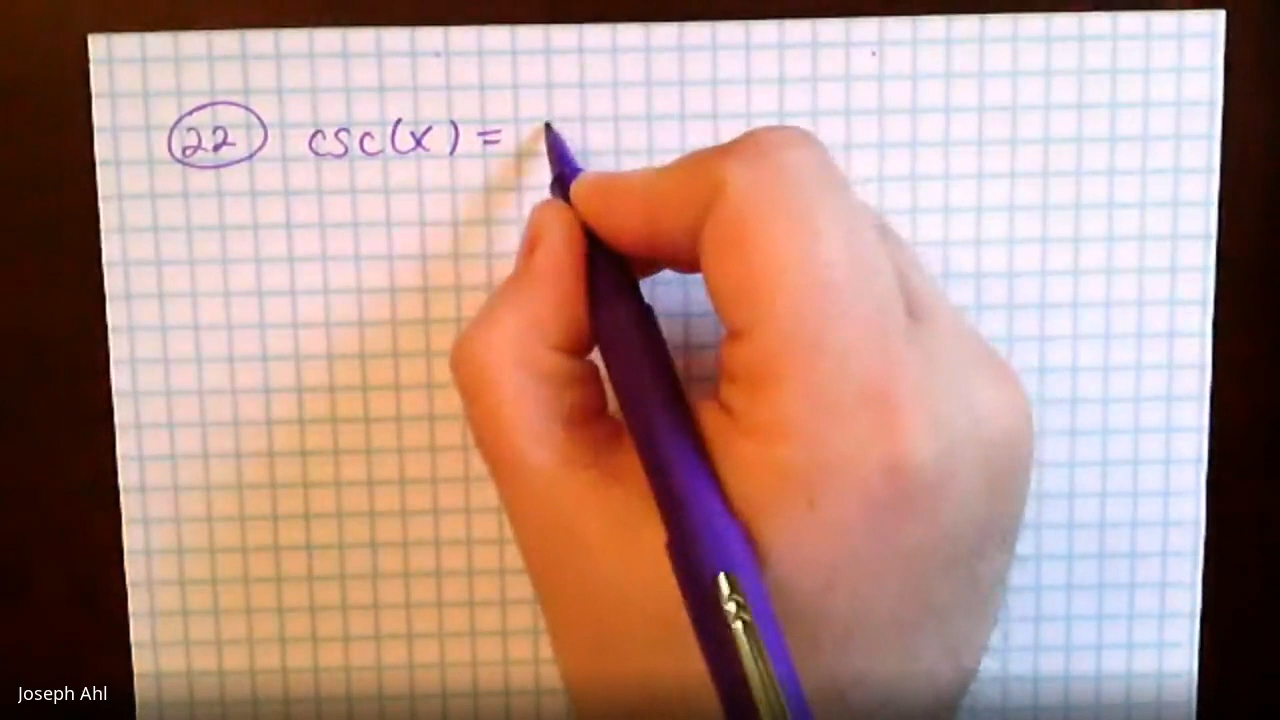 22 csc(x) =
Joseph Ahl